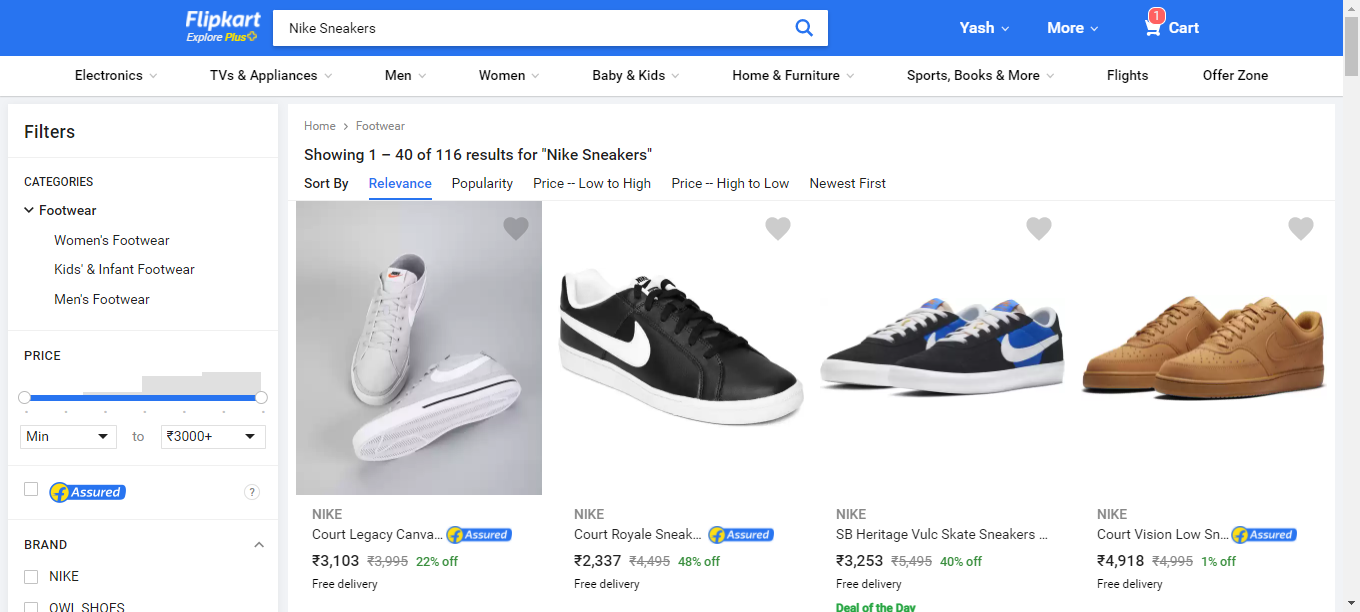 Flipkart
Explore Plus
Nike Sneakers
Yash
More
1
Cart
Electronics
TVs & Appliances
Men
Women
Baby & Kids
Home & Furniture
Sports, Books & More
Flights
Offer Zone
Filters
CATEGORIES
Footwear
Women's Footwear
Kids' & Infant Footwear
Men's Footwear
PRICE
Min to ₹3000+
Assured ?
BRAND
NIKE
OWL SHOES
Home > Footwear
Showing 1 – 40 of 116 results for "Nike Sneakers"
Sort By Relevance Popularity Price -- Low to High Price -- High to Low Newest First
NIKE
Court Legacy Canva... Assured
₹3,103 ₹3,995 22% off
Free delivery
NIKE
Court Royale Sneak... Assured
₹2,337 ₹4,495 48% off
Free delivery
NIKE
SB Heritage Vulc Skate Sneakers ...
₹3,253 ₹5,495 40% off
Free delivery
Deal of the Day
NIKE
Court Vision Low Sn... Assured
₹4,918 ₹4,995 1% off
Free delivery